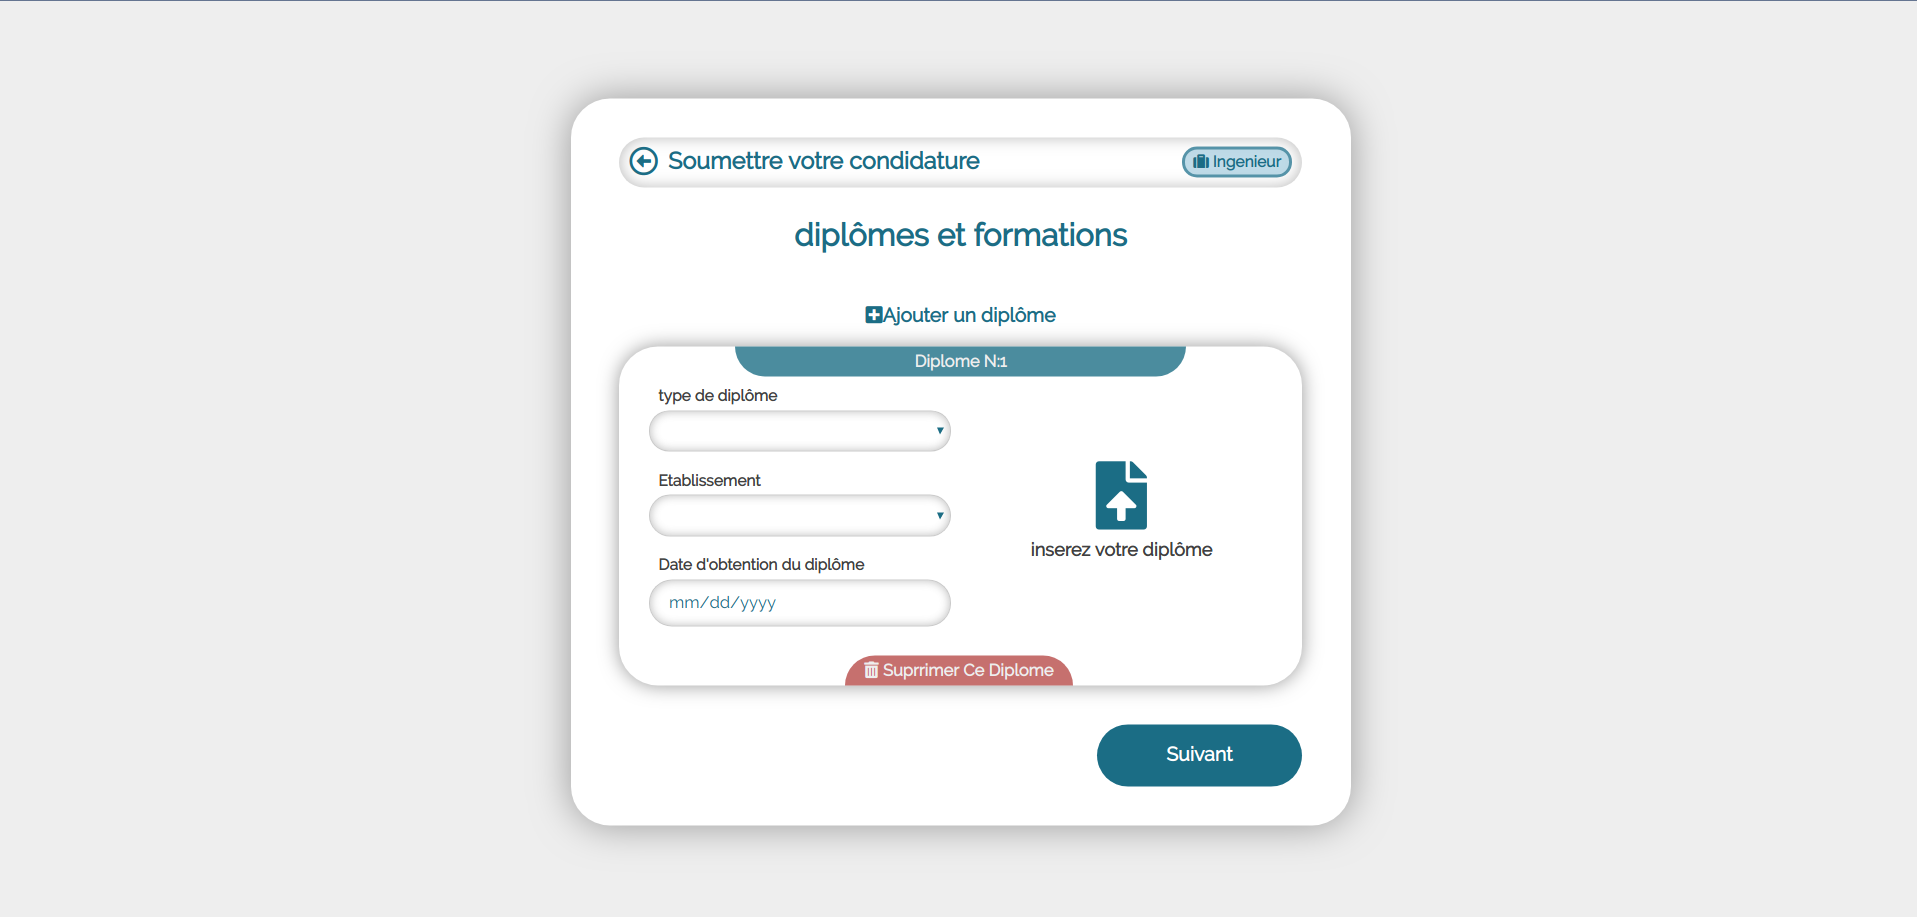 Soumettre votre condidature
Ingenieur
diplômes et formations
Ajouter un diplôme
Diplome N:1
type de diplôme
Etablissement
Date d'obtention du diplôme
mm/dd/yyyy
inserez votre diplôme
Suprrimer Ce Diplome
Suivant